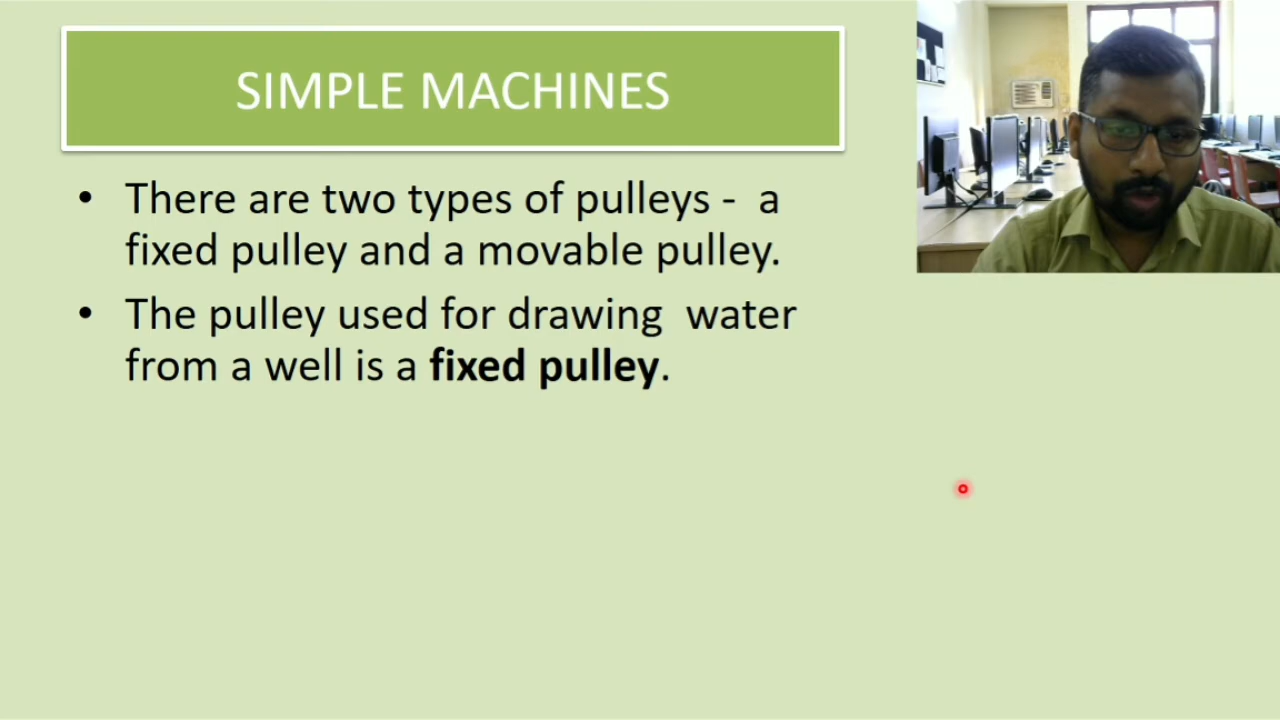 SIMPLE MACHINES
• There are two types of pulleys -  a
fixed pulley and a movable pulley.
• The pulley used for drawing  water
from a well is a fixed pulley.